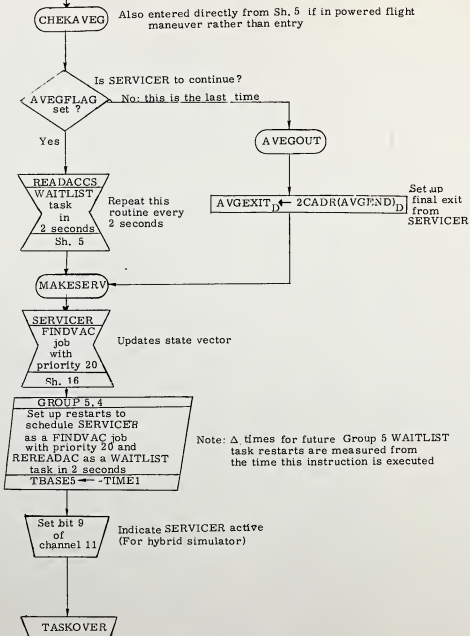 CHEKAVEG
Also entered directly from Sh. 5 if in powered flight
maneuver rather than entry
Is SERVICER to continue?
AVEGFLAG
set ?
No: this is the last time
Yes
AVEGOUT
READACCS
WAITLIST
task
in
2 seconds
Sh. 5
Repeat this
routine every
2 seconds
AVGEXIT D ← 2CADR(AVGEND) D
Set up
final exit
from
SERVICER
MAKESERV
SERVICER
FINDVAC
job
with
priority 20
Sh. 16
Updates state vector
GROUP 5.4
Set up restarts to
schedule SERVICER
as a FINDVAC job
with priority 20 and
REREADAC as a WAITLIST
task in 2 seconds
TBASE5 ← -TIME1
Note: Δ times for future Group 5 WAITLIST
task restarts are measured from
the time this instruction is executed
Set bit 9
of
channel 11
Indicate SERVICER active
(For hybrid simulator)
TASKOVER